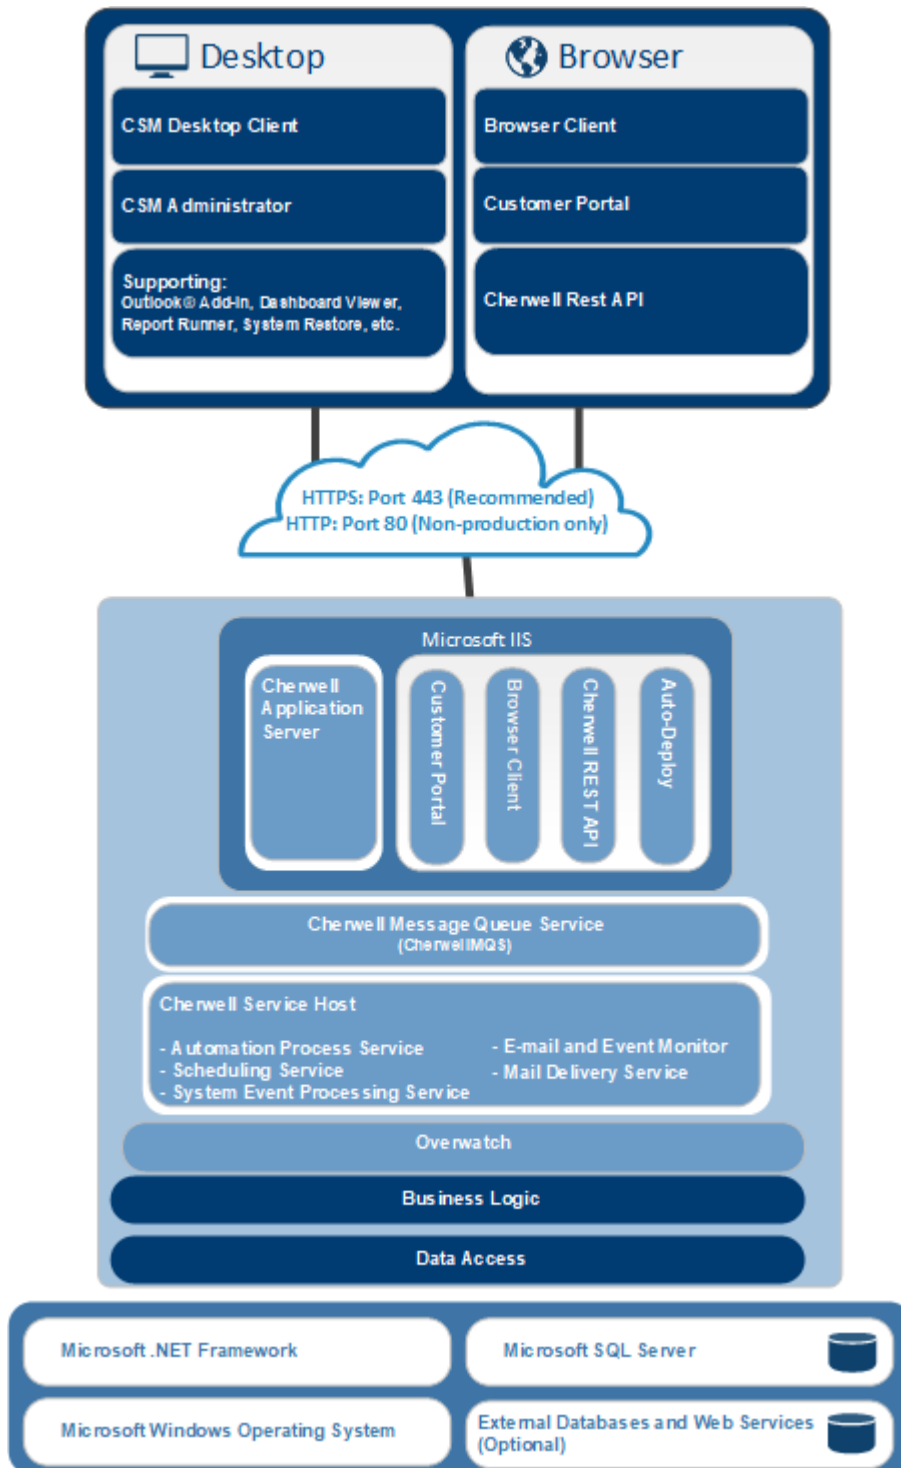 Desktop
CSM Desktop Client
CSM Administrator
Supporting:
Outlook® Add-In, Dashboard Viewer,
Report Runner, System Restore, etc.
Browser
Browser Client
Customer Portal
Cherwell Rest API
HTTPS: Port 443 (Recommended)
HTTP: Port 80 (Non-production only)
Microsoft IIS
Cherwell
Application
Server
Customer Portal
Browser Client
Cherwell REST API
Auto-Deploy
Cherwell Message Queue Service
(CherwellMQS)
Cherwell Service Host
- Automation Process Service
- Scheduling Service
- System Event Processing Service
- E-mail and Event Monitor
- Mail Delivery Service
Overwatch
Business Logic
Data Access
Microsoft .NET Framework
Microsoft SQL Server
Microsoft Windows Operating System
External Databases and Web Services
(Optional)